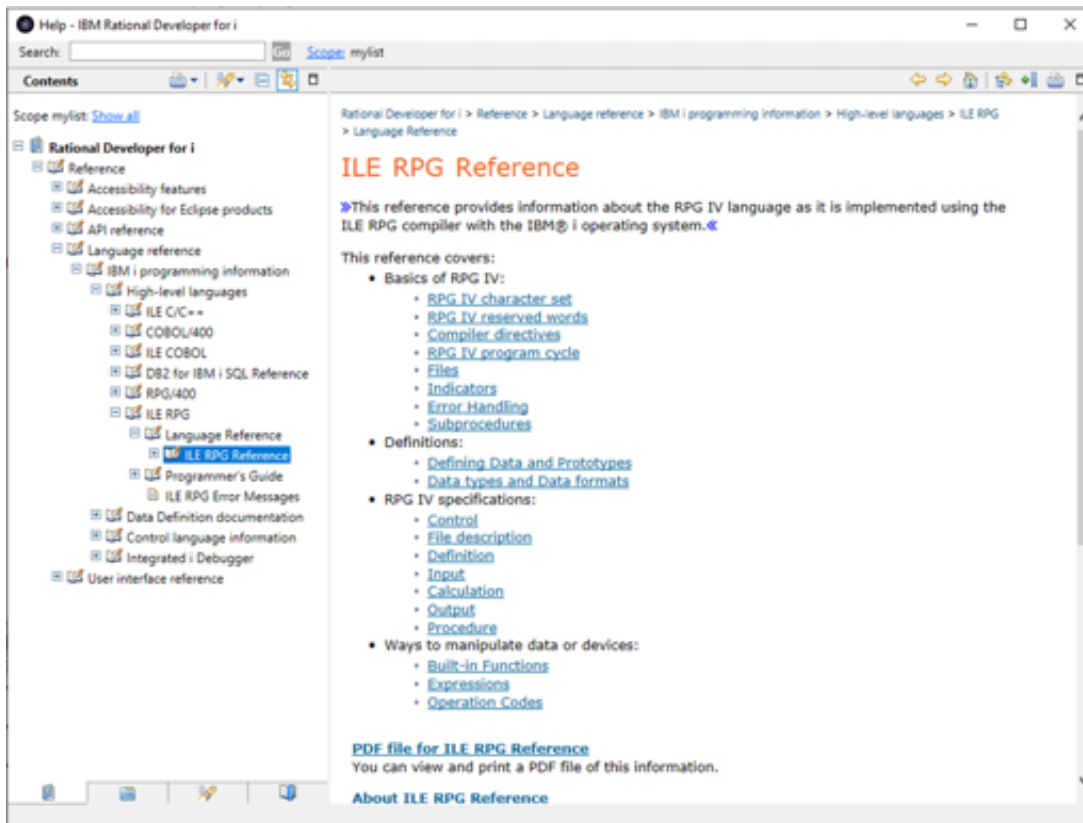 Help - IBM Rational Developer for i
Search: Go Scope: mylist
Contents
Scope mylist: Show all
Rational Developer for i
Reference
Accessibility features
Accessibility for Eclipse products
API reference
Language reference
IBM i programming information
High-level languages
ILE C/C++
COBOL/400
ILE COBOL
DB2 for IBM i SQL Reference
RPG/400
ILE RPG
Language Reference
ILE RPG Reference
Programmer's Guide
ILE RPG Error Messages
Data Definition documentation
Control language information
Integrated i Debugger
User interface reference
Rational Developer for i > Reference > Language reference > IBM i programming information > High-level languages > ILE RPG
> Language Reference
ILE RPG Reference
»This reference provides information about the RPG IV language as it is implemented using the
ILE RPG compiler with the IBM® i operating system.«
This reference covers:
• Basics of RPG IV:
• RPG IV character set
• RPG IV reserved words
• Compiler directives
• RPG IV program cycle
• Files
• Indicators
• Error Handling
• Subprocedures
• Definitions:
• Defining Data and Prototypes
• Data types and Data formats
• RPG IV specifications:
• Control
• File description
• Definition
• Input
• Calculation
• Output
• Procedure
• Ways to manipulate data or devices:
• Built-in Functions
• Expressions
• Operation Codes
PDF file for ILE RPG Reference
You can view and print a PDF file of this information.
About ILE RPG Reference